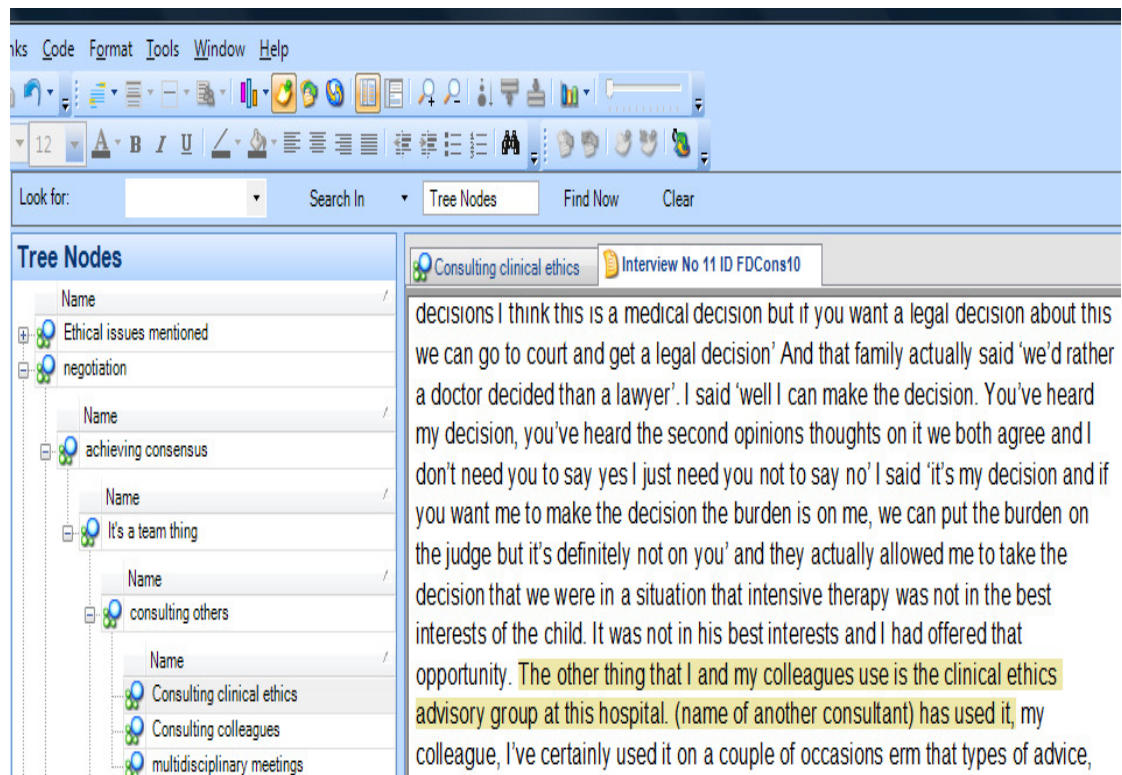 nks Code Format Tools Window Help
12 A B I U
Look for: Search In Tree Nodes Find Now Clear
Tree Nodes
Name
Ethical issues mentioned
negotiation
Name
achieving consensus
Name
It's a team thing
Name
consulting others
Name
Consulting clinical ethics
Consulting colleagues
multidisciplinary meetings
Consulting clinical ethics Interview No 11 ID FDCons10
decisions I think this is a medical decision but if you want a legal decision about this
we can go to court and get a legal decision' And that family actually said 'we'd rather
a doctor decided than a lawyer'. I said 'well I can make the decision. You've heard
my decision, you've heard the second opinions thoughts on it we both agree and I
don't need you to say yes I just need you not to say no' I said 'it's my decision and if
you want me to make the decision the burden is on me, we can put the burden on
the judge but it's definitely not on you' and they actually allowed me to take the
decision that we were in a situation that intensive therapy was not in the best
interests of the child. It was not in his best interests and I had offered that
opportunity. The other thing that I and my colleagues use is the clinical ethics
advisory group at this hospital. (name of another consultant) has used it, my
colleague, I've certainly used it on a couple of occasions erm that types of advice,